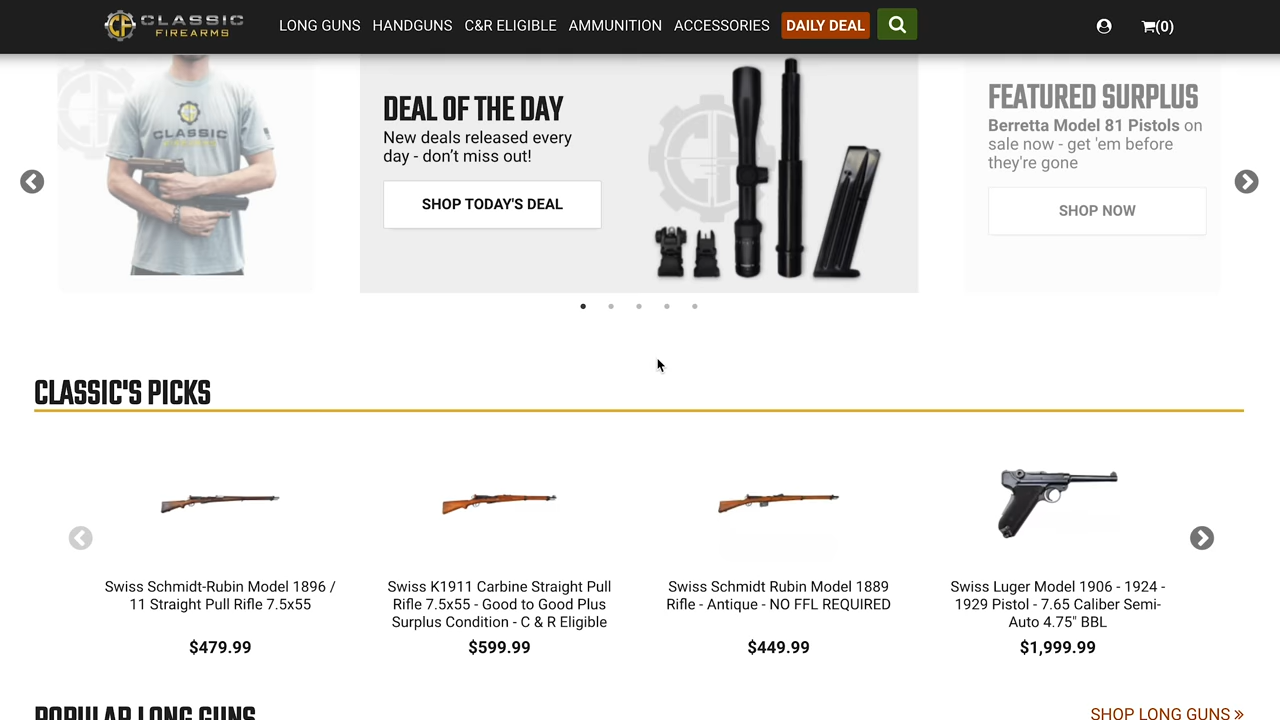 CLASSIC
FIREARMS
LONG GUNS HANDGUNS C&R ELIGIBLE AMMUNITION ACCESSORIES DAILY DEAL
(0)
CLASSIC
FIREARMS
DEAL OF THE DAY
New deals released every
day - don’t miss out!
SHOP TODAY'S DEAL
FEATURED SURPLUS
Berretta Model 81 Pistols on
sale now - get 'em before
they're gone
SHOP NOW
CLASSIC'S PICKS
Swiss Schmidt-Rubin Model 1896 /
11 Straight Pull Rifle 7.5x55
$479.99
Swiss K1911 Carbine Straight Pull
Rifle 7.5x55 - Good to Good Plus
Surplus Condition - C & R Eligible
$599.99
Swiss Schmidt Rubin Model 1889
Rifle - Antique - NO FFL REQUIRED
$449.99
Swiss Luger Model 1906 - 1924 -
1929 Pistol - 7.65 Caliber Semi-
Auto 4.75" BBL
$1,999.99
POPULAR LONG GUNS
SHOP LONG GUNS »